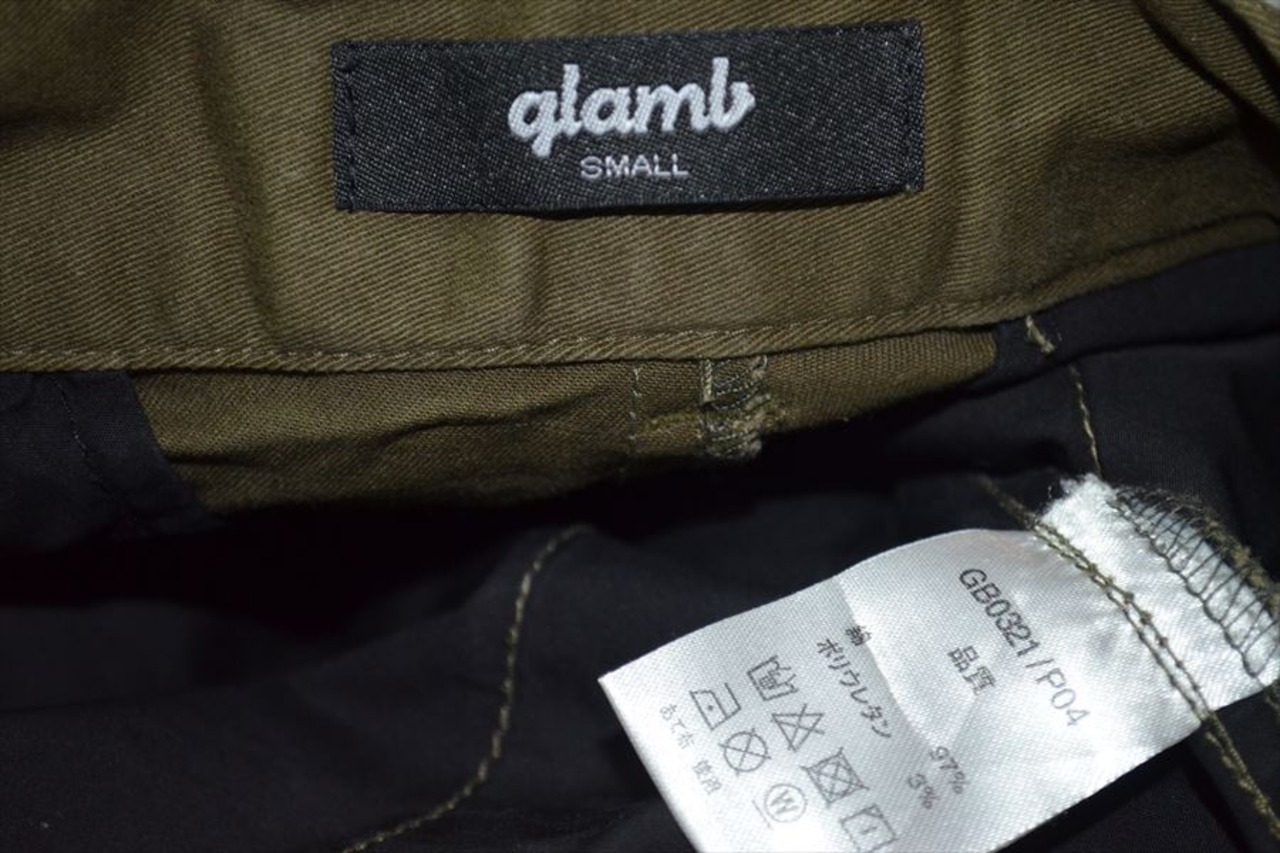 glamb
SMALL
GB0321/P04
品質
綿 97%
ポリウレタン 3%
W
あて布 使用